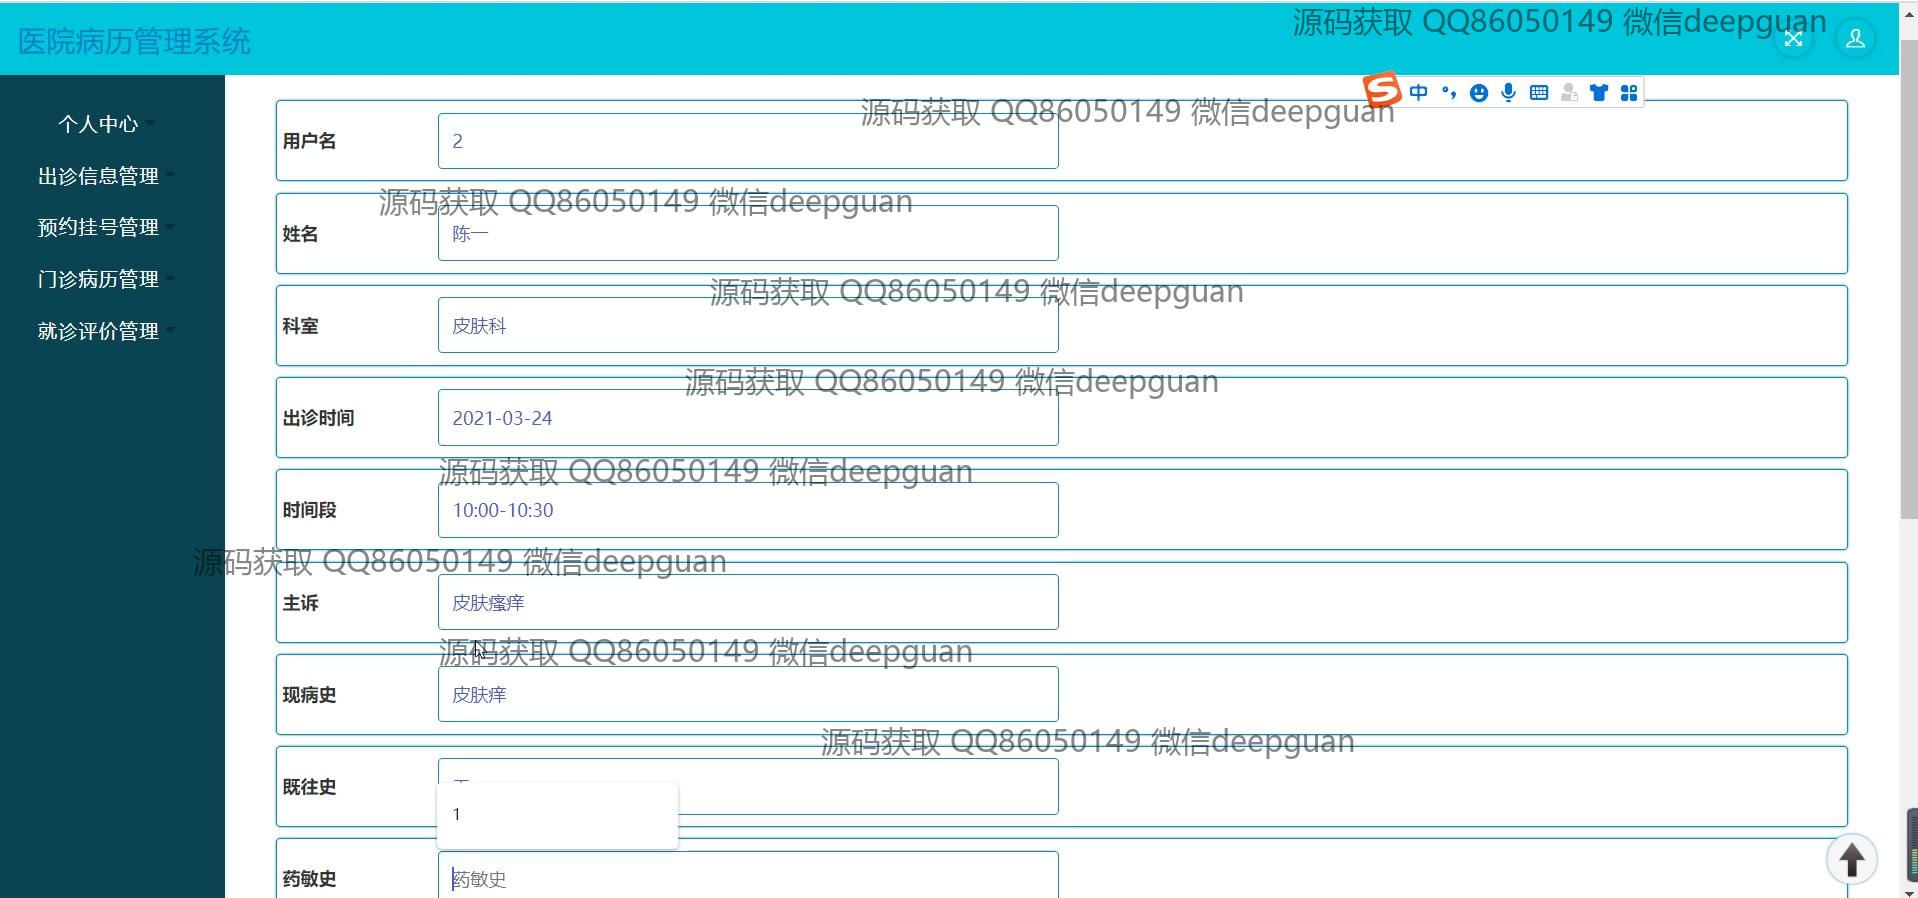 源码获取 QQ86050149 微信deepguan
医院病历管理系统
中
源码获取 QQ86050149 微信deepguan
个人中心
出诊信息管理
预约挂号管理
门诊病历管理
就诊评价管理
用户名 2
源码获取 QQ86050149 微信deepguan
姓名 陈一
源码获取 QQ86050149 微信deepguan
科室 皮肤科
源码获取 QQ86050149 微信deepguan
出诊时间 2021-03-24
源码获取 QQ86050149 微信deepguan
时间段 10:00-10:30
源码获取 QQ86050149 微信deepguan
主诉 皮肤瘙痒
源码获取 QQ86050149 微信deepguan
现病史 皮肤痒
源码获取 QQ86050149 微信deepguan
既往史
1
药敏史 药敏史